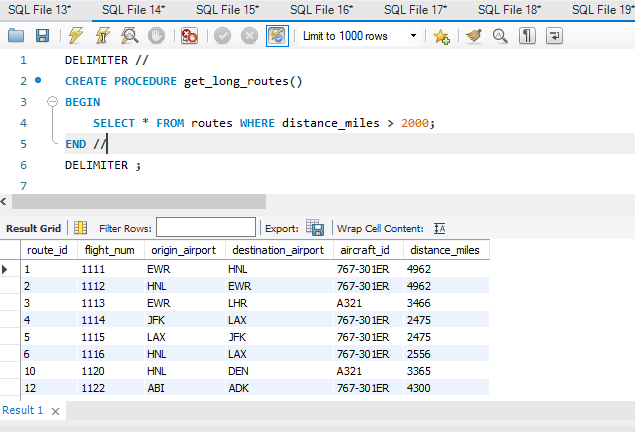 SQL File 13* SQL File 14* SQL File 15* SQL File 16* SQL File 17* SQL File 18* SQL File 19*
Limit to 1000 rows
1 DELIMITER //
2 CREATE PROCEDURE get_long_routes()
3 BEGIN
4 SELECT * FROM routes WHERE distance_miles > 2000;
5 END //
6 DELIMITER ;
7
Result Grid Filter Rows: Export: Wrap Cell Content:
route_id flight_num origin_airport destination_airport aircraft_id distance_miles
1 1111 EWR HNL 767-301ER 4962
2 1112 HNL EWR 767-301ER 4962
3 1113 EWR LHR A321 3466
4 1114 JFK LAX 767-301ER 2475
5 1115 LAX JFK 767-301ER 2475
6 1116 HNL LAX 767-301ER 2556
10 1120 HNL DEN A321 3365
12 1122 ABI ADK 767-301ER 4300
Result 1